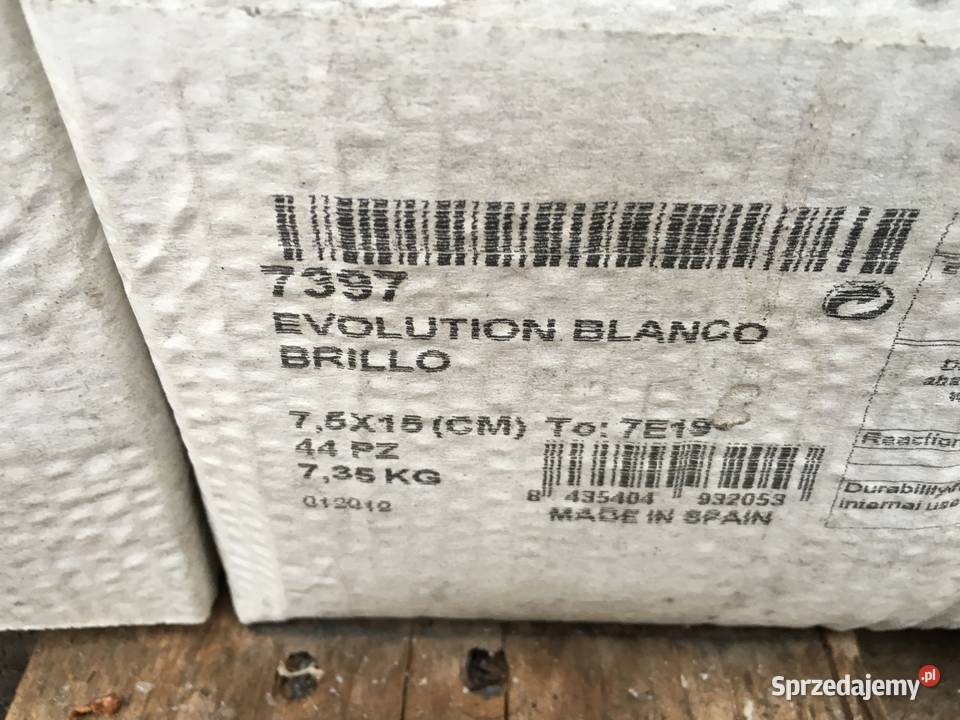 7397
EVOLUTION BLANCO
BRILLO
7,5X15 (CM) To: 7E19
44 PZ
7,35 KG
8 435404 932053
012019
MADE IN SPAIN
Reaction
Durability
internal use
Sprzedajemy.pl